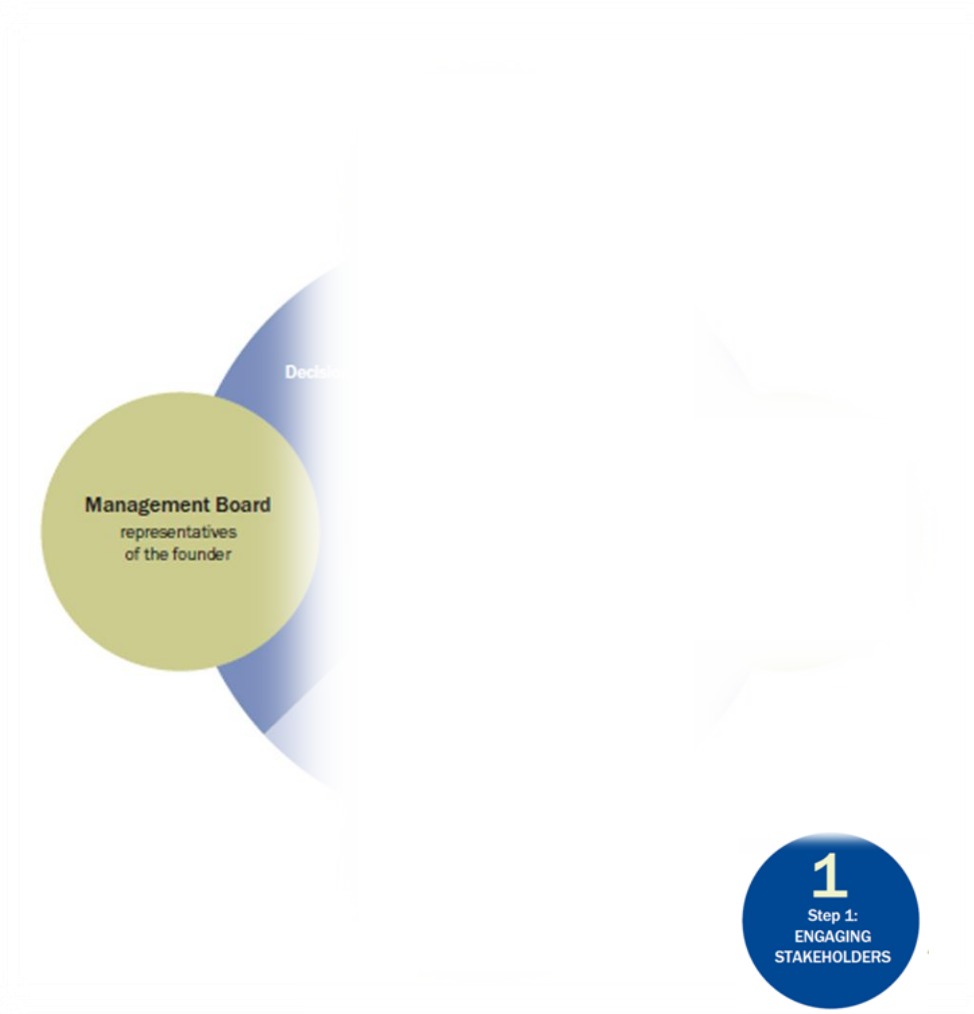 Management Board
representatives
of the founder
1
Step 1:
ENGAGING
STAKEHOLDERS